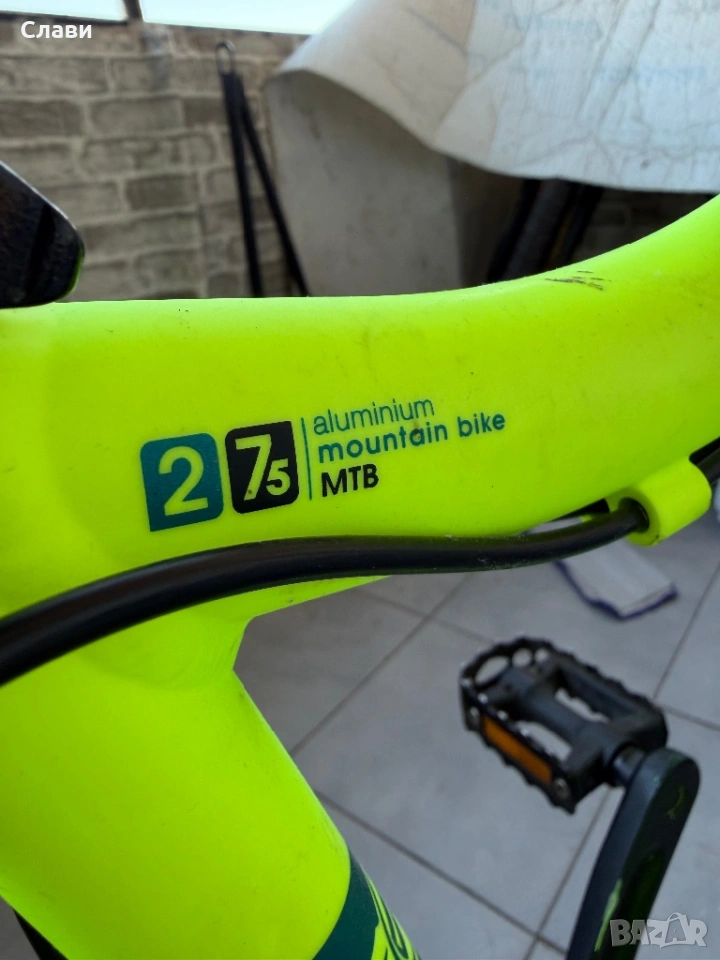 Слави
2 75
aluminium
mountain bike
MTB
BAZAR